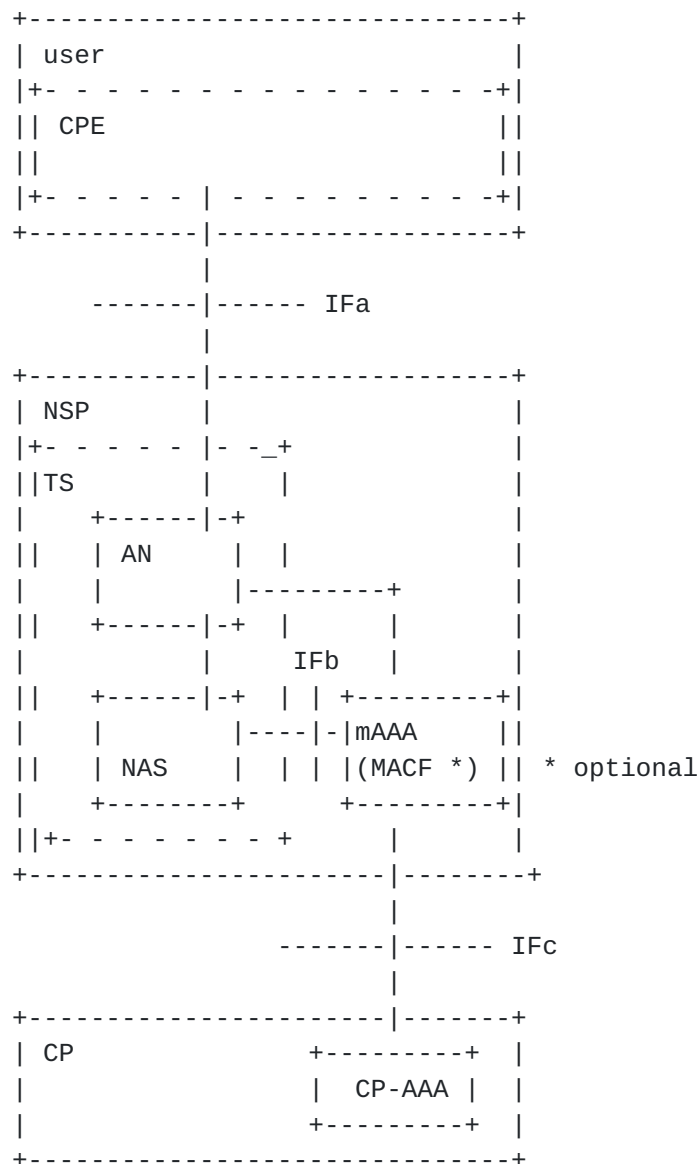 user
CPE
IFa
NSP
TS
AN
IFb
mAAA
NAS (MACF *) * optional
IFc
CP
CP-AAA